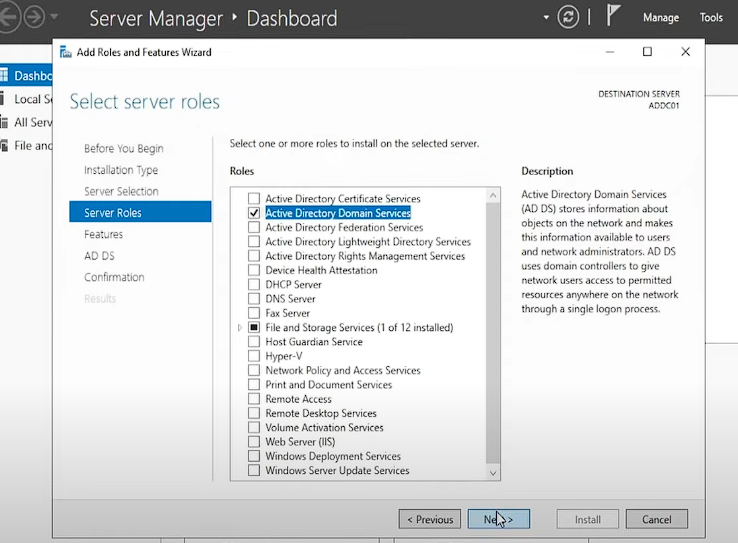 Server Manager ‣ Dashboard
Manage
Tools
Add Roles and Features Wizard
Dashbo
Local Se
All Serv
File and
Select server roles
DESTINATION SERVER
ADDC01
Before You Begin
Installation Type
Server Selection
Server Roles
Features
AD DS
Confirmation
Results
Select one or more roles to install on the selected server.
Roles
Active Directory Certificate Services
Active Directory Domain Services
Active Directory Federation Services
Active Directory Lightweight Directory Services
Active Directory Rights Management Services
Device Health Attestation
DHCP Server
DNS Server
Fax Server
File and Storage Services (1 of 12 installed)
Host Guardian Service
Hyper-V
Network Policy and Access Services
Print and Document Services
Remote Access
Remote Desktop Services
Volume Activation Services
Web Server (IIS)
Windows Deployment Services
Windows Server Update Services
Description
Active Directory Domain Services
(AD DS) stores information about
objects on the network and makes
this information available to users
and network administrators. AD DS
uses domain controllers to give
network users access to permitted
resources anywhere on the network
through a single logon process.
< Previous
Ne >
Install
Cancel